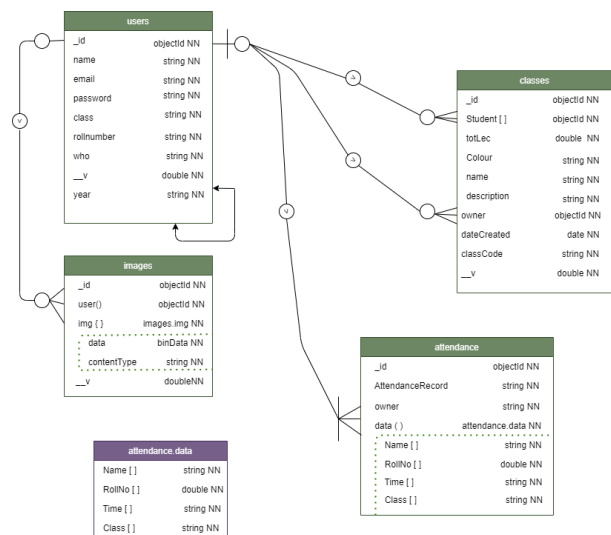 users
_id objectId NN
name string NN
email string NN
password string NN
class string NN
rollnumber string NN
who string NN
__v double NN
year string NN
classes
_id objectId NN
Student [ ] objectId NN
totLec double NN
Colour string NN
name string NN
description string NN
owner objectId NN
dateCreated date NN
classCode string NN
__v double NN
images
_id objectId NN
user() objectId NN
img { } images.img NN
data binData NN
contentType string NN
__v doubleNN
attendance
_id objectId NN
AttendanceRecord string NN
owner string NN
data ( ) attendance.data NN
Name [ ] string NN
RollNo [ ] double NN
Time [ ] string NN
Class [ ] string NN
attendance.data
Name [ ] string NN
RollNo [ ] double NN
Time [ ] string NN
Class [ ] string NN
v
v
v
v